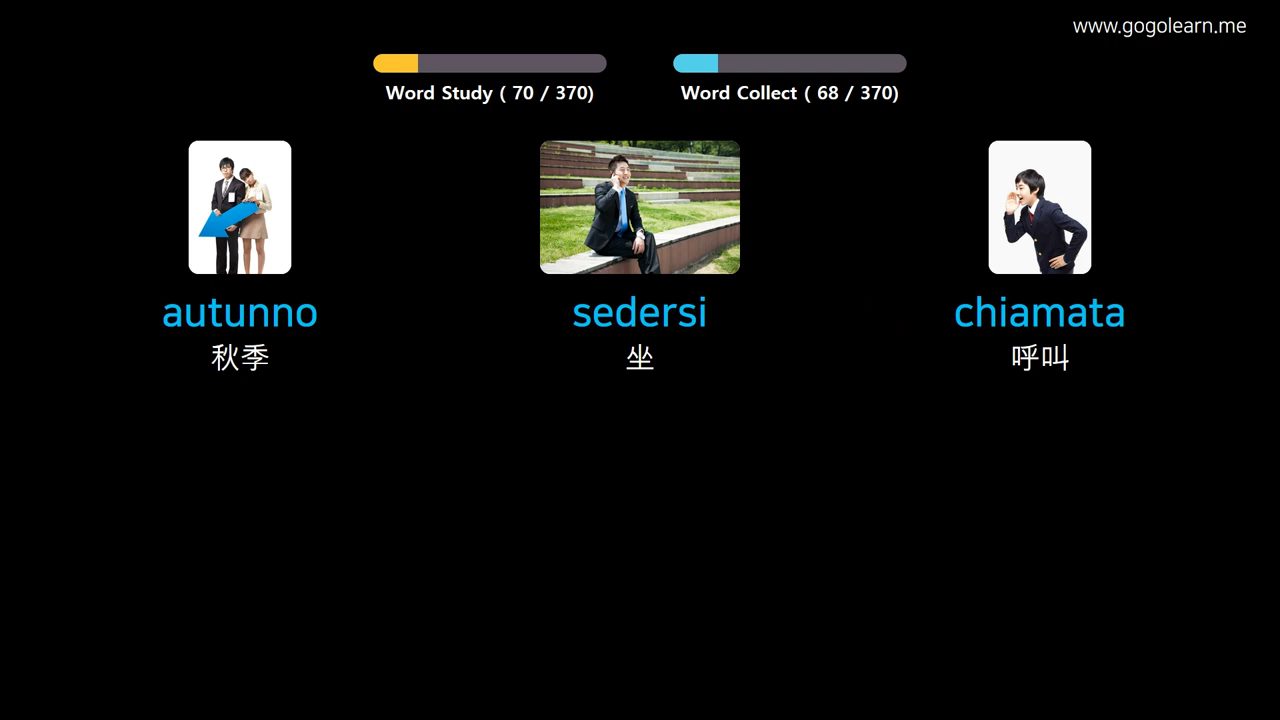 www.gogolearn.me
Word Study ( 70 / 370)
Word Collect ( 68 / 370)
autunno
秋季
sedersi
坐
chiamata
呼叫